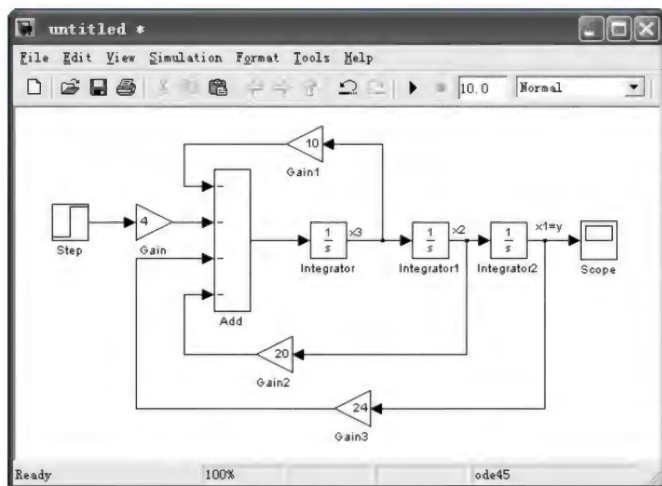 untitled *
File Edit View Simulation Format Tools Help
10.0 Normal
10
Gain1
4
1
s
x3
1
s
x2
1
s
x1=y
Step
Gain
Integrator
Integrator1
Integrator2
Scope
Add
20
Gain2
24
Gain3
Ready 100% ode45